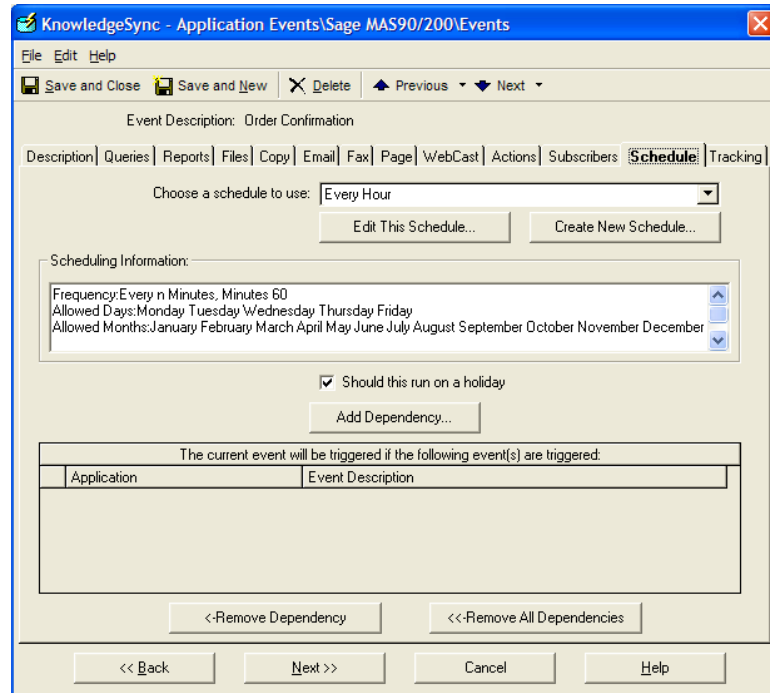 KnowledgeSync - Application Events\Sage MAS90/200\Events
File Edit Help
Save and Close Save and New Delete Previous Next
Event Description: Order Confirmation
Description Queries Reports Files Copy Email Fax Page WebCast Actions Subscribers Schedule Tracking
Choose a schedule to use: Every Hour
Edit This Schedule... Create New Schedule...
Scheduling Information:
Frequency:Every n Minutes, Minutes 60
Allowed Days:Monday Tuesday Wednesday Thursday Friday
Allowed Months:January February March April May June July August September October November December
Should this run on a holiday
Add Dependency...
The current event will be triggered if the following event(s) are triggered:
Application Event Description
<-Remove Dependency <<-Remove All Dependencies
<< Back Next >> Cancel Help